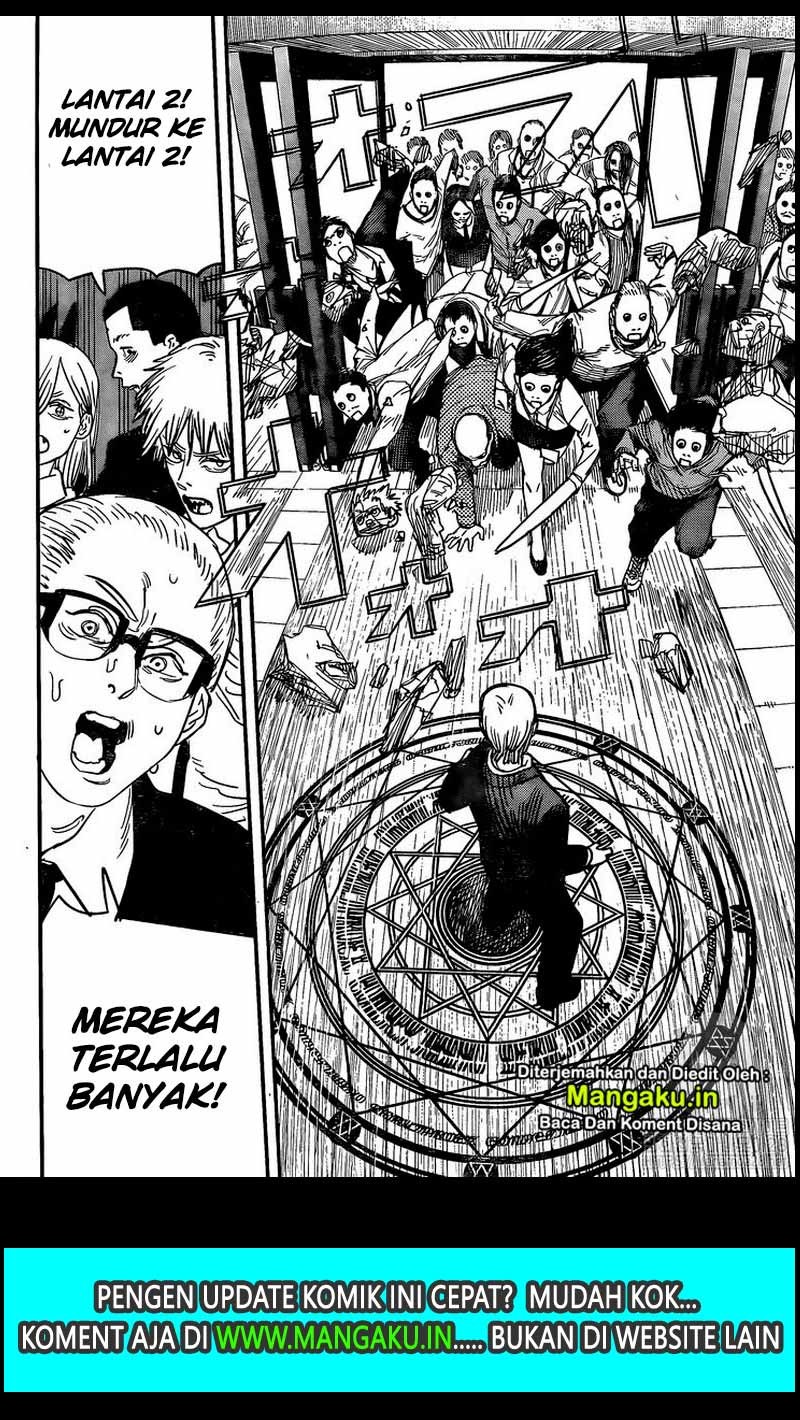 LANTAI 2!
MUNDUR KE
LANTAI 2!
MEREKA
TERLALU
BANYAK!
Diterjemahkan dan Diedit Oleh :
Mangaku.in
Baca Dan Koment Disana
PENGEN UPDATE KOMIK INI CEPAT? MUDAH KOK...
KOMENT AJA DI WWW.MANGAKU.IN..... BUKAN DI WEBSITE LAIN